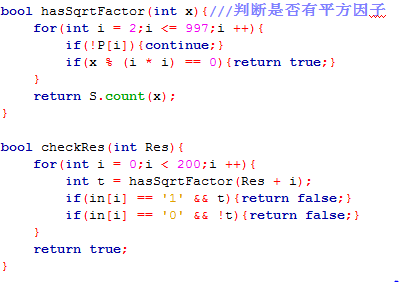 bool hasSqrtFactor(int x){///判断是否有平方因子
    for(int i = 2;i <= 997;i ++){
        if(!P[i]){continue;}
        if(x % (i * i) == 0){return true;}
    }
    return S.count(x);
}

bool checkRes(int Res){
    for(int i = 0;i < 200;i ++){
        int t = hasSqrtFactor(Res + i);
        if(in[i] == '1' && t){return false;}
        if(in[i] == '0' && !t){return false;}
    }
    return true;
}